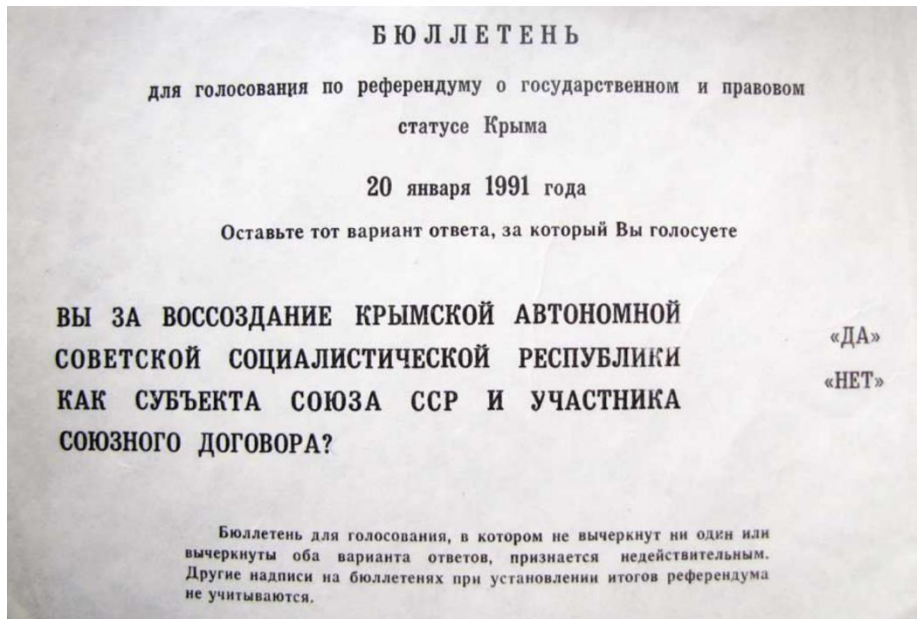 БЮЛЛЕТЕНЬ
для голосования по референдуму о государственном и правовом
статусе Крыма
20 января 1991 года
Оставьте тот вариант ответа, за который Вы голосуете
ВЫ ЗА ВОССОЗДАНИЕ КРЫМСКОЙ АВТОНОМНОЙ
СОВЕТСКОЙ СОЦИАЛИСТИЧЕСКОЙ РЕСПУБЛИКИ
КАК СУБЪЕКТА СОЮЗА ССР И УЧАСТНИКА
СОЮЗНОГО ДОГОВОРА?
«ДА»
«НЕТ»
Бюллетень для голосования, в котором не вычеркнут ни один или
вычеркнуты оба варианта ответов, признается недействительным.
Другие надписи на бюллетенях при установлении итогов референдума
не учитываются.